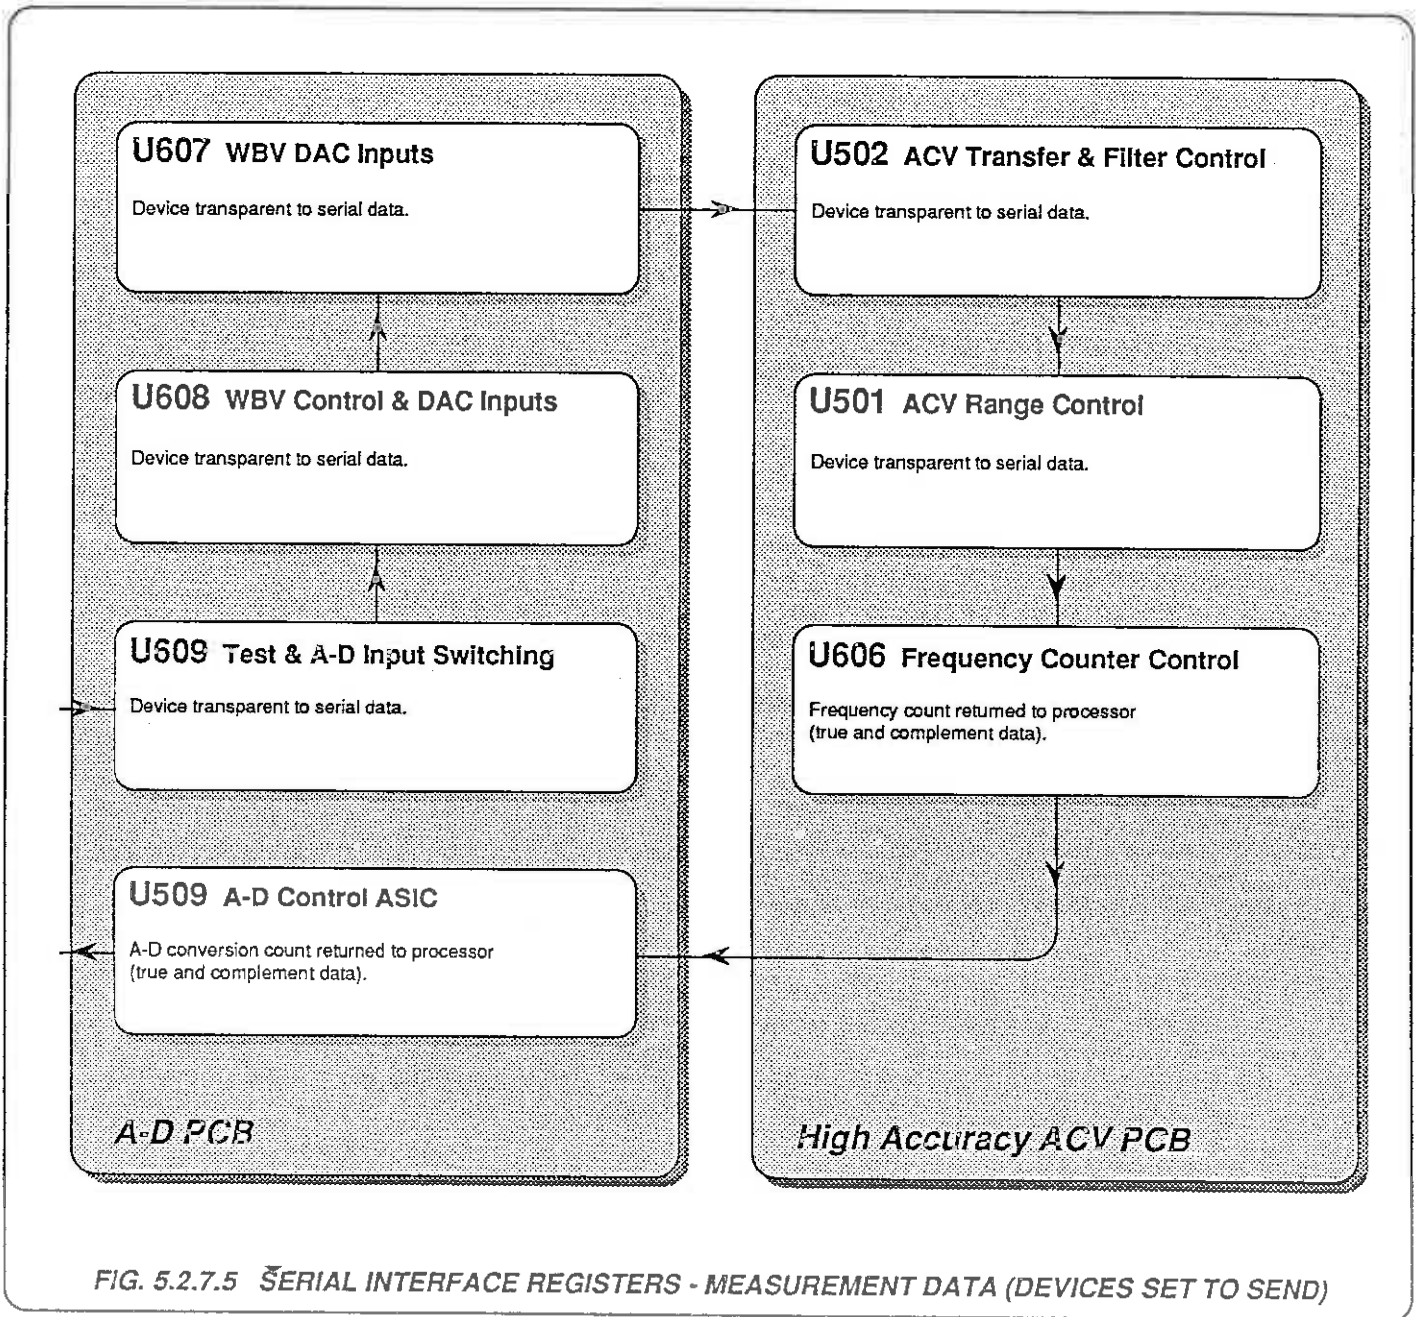 U607 WBV DAC Inputs
Device transparent to serial data.
U608 WBV Control & DAC Inputs
Device transparent to serial data.
U609 Test & A-D Input Switching
Device transparent to serial data.
U509 A-D Control ASIC
A-D conversion count returned to processor
(true and complement data).
A-D PCB
U502 ACV Transfer & Filter Control
Device transparent to serial data.
U501 ACV Range Control
Device transparent to serial data.
U606 Frequency Counter Control
Frequency count returned to processor
(true and complement data).
High Accuracy ACV PCB
FIG. 5.2.7.5 SERIAL INTERFACE REGISTERS - MEASUREMENT DATA (DEVICES SET TO SEND)